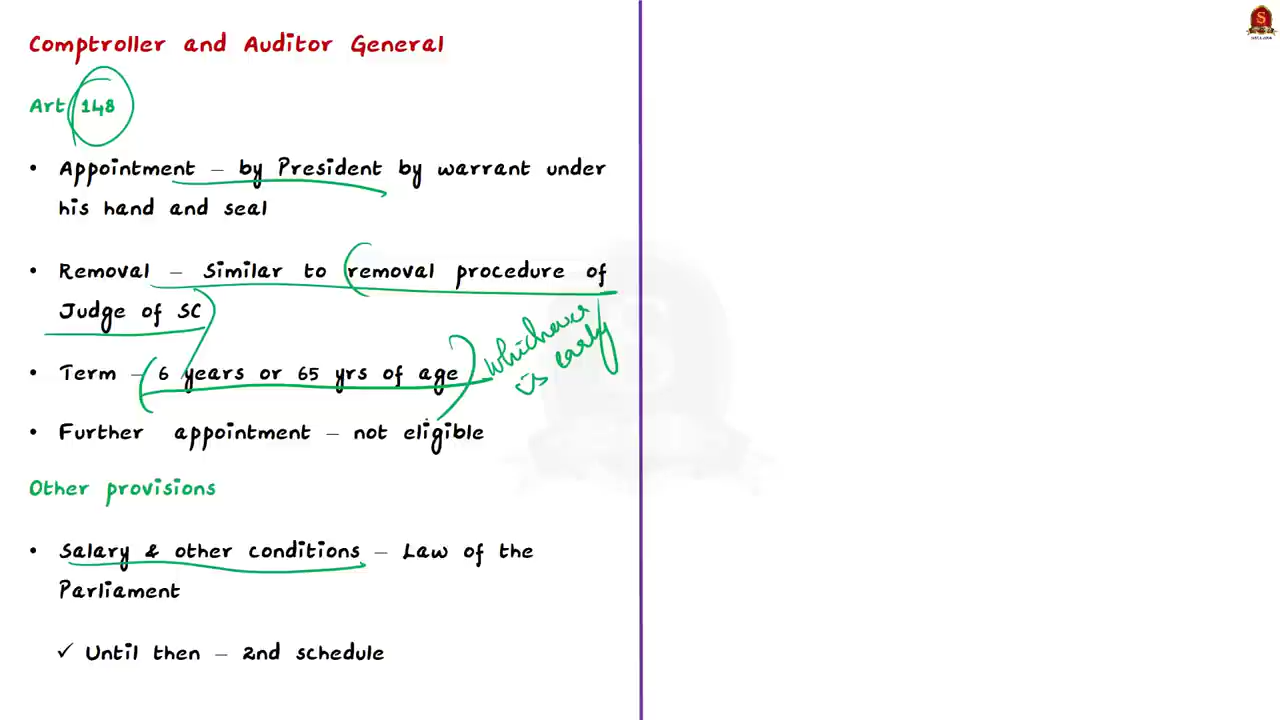 Comptroller and Auditor General
Art 148
• Appointment – by President by warrant under
his hand and seal
• Removal – Similar to removal procedure of
Judge of SC
• Term – 6 years or 65 yrs of age
whichever
is early
• Further appointment – not eligible
Other provisions
• Salary & other conditions – Law of the
Parliament
✓ Until then – 2nd schedule